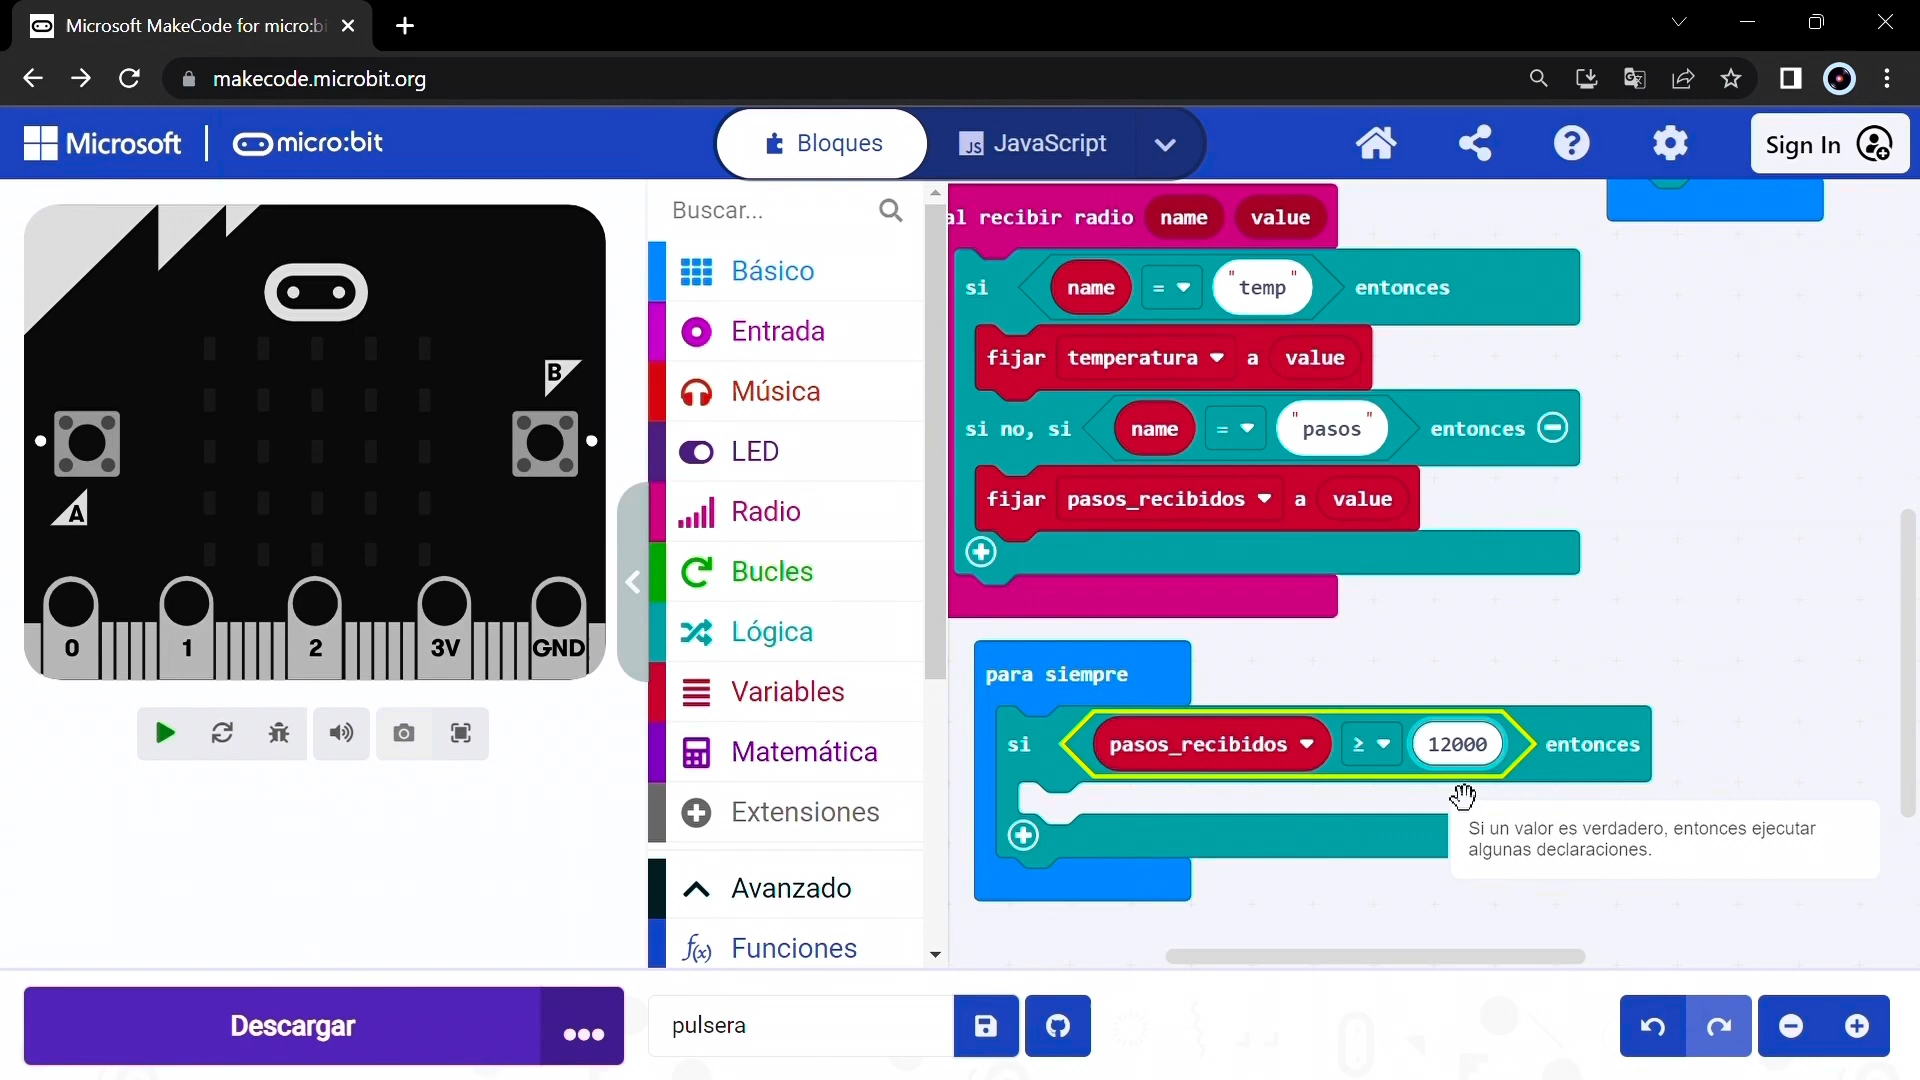 Microsoft MakeCode for micro:bi
makecode.microbit.org
Microsoft
micro:bit
Bloques
JS JavaScript
Sign In
B
A
0
1
2
3V
GND
Buscar...
Básico
Entrada
Música
LED
Radio
Bucles
Lógica
Variables
Matemática
Extensiones
Avanzado
f(x) Funciones
al recibir radio name value
si name = "temp" entonces
fijar temperatura a value
si no, si name = "pasos" entonces
fijar pasos_recibidos a value
para siempre
si pasos_recibidos ≥ 12000 entonces
Si un valor es verdadero, entonces ejecutar
algunas declaraciones.
Descargar
pulsera